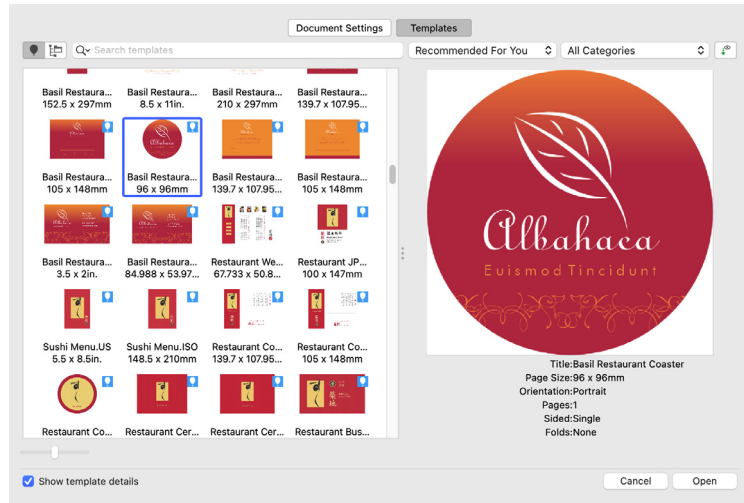 Document Settings Templates
Search templates Recommended For You All Categories
Basil Restaura... Basil Restaura... Basil Restaura... Basil Restaura...
152.5 x 297mm 8.5 x 11in. 210 x 297mm 139.7 x 107.95...
Basil Restaura... Basil Restaura... Basil Restaura... Basil Restaura...
105 x 148mm 96 x 96mm 139.7 x 107.95... 105 x 148mm
Basil Restaura... Basil Restaura... Restaurant We... Restaurant JP...
3.5 x 2in. 84.988 x 53.97... 67.733 x 50.8... 100 x 147mm
Sushi Menu.US Sushi Menu.ISO Restaurant Co... Restaurant Co...
5.5 x 8.5in. 148.5 x 210mm 139.7 x 107.95... 105 x 148mm
Restaurant Co... Restaurant Cer... Restaurant Cer... Restaurant Bus...
Albahaca
Euismod Tincidunt
Title:Basil Restaurant Coaster
Page Size:96 x 96mm
Orientation:Portrait
Pages:1
Sided:Single
Folds:None
Show template details Cancel Open